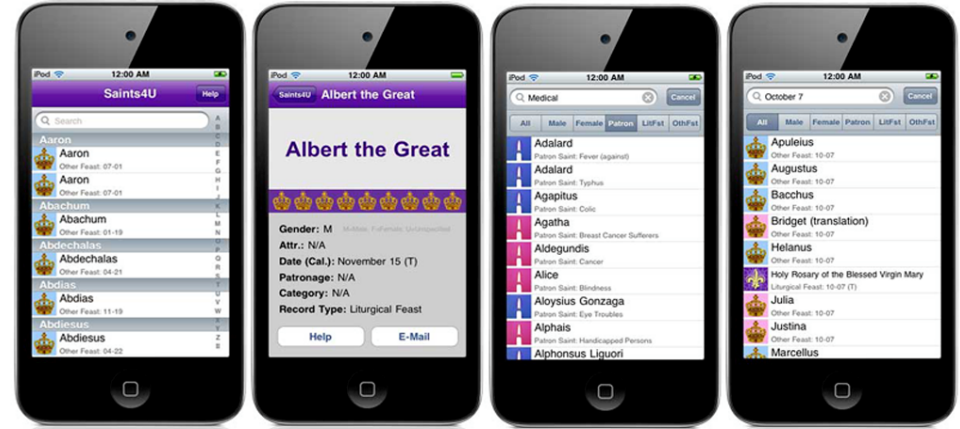 iPod 12:00 AM
Saints4U Help
Search
Aaron
Aaron
Other Feast: 07-01
Aaron
Other Feast: 07-01
Abachum
Abachum
Other Feast: 01-19
Abdechalas
Abdechalas
Other Feast: 04-21
Abdias
Abdias
Other Feast: 11-19
Abdiesus
Abdiesus
Other Feast: 04-22
A
B
C
D
E
F
G
H
I
J
K
L
M
N
O
P
Q
R
S
T
U
V
W
X
Y
Z
iPod 12:00 AM
Saints4U Albert the Great
Albert the Great
Gender: M M=Male, F=Female, U=Unspecified
Attr.: N/A
Date (Cal.): November 15 (T)
Patronage: N/A
Category: N/A
Record Type: Liturgical Feast
Help E-Mail
iPod 12:00 AM
Medical Cancel
All Male Female Patron LitFst OthFst
Adalard
Patron Saint: Fever (against)
Adalard
Patron Saint: Typhus
Agapitus
Patron Saint: Colic
Agatha
Patron Saint: Breast Cancer Sufferers
Aldegundis
Patron Saint: Cancer
Alice
Patron Saint: Blindness
Aloysius Gonzaga
Patron Saint: Eye Troubles
Alphais
Patron Saint: Handicapped Persons
Alphonsus Liguori
iPod 12:00 AM
October 7 Cancel
All Male Female Patron LitFst OthFst
Apuleius
Other Feast: 10-07
Augustus
Other Feast: 10-07
Bacchus
Other Feast: 10-07
Bridget (translation)
Other Feast: 10-07
Helanus
Other Feast: 10-07
Holy Rosary of the Blessed Virgin Mary
Liturgical Feast: 10-07 (T)
Julia
Other Feast: 10-07
Justina
Other Feast: 10-07
Marcellus